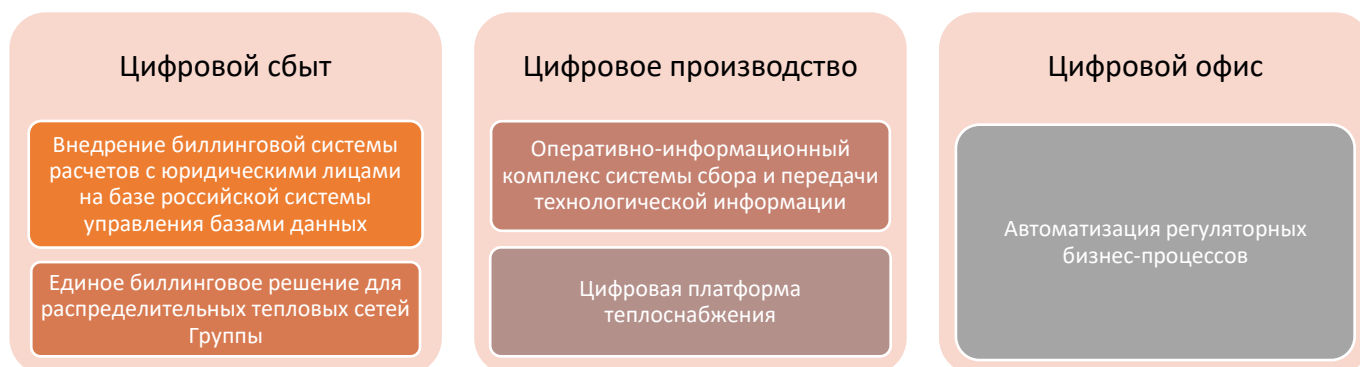 Цифровой сбыт
Внедрение биллинговой системы
расчетов с юридическими лицами
на базе российской системы
управления базами данных
Единое биллинговое решение для
распределительных тепловых сетей
Группы
Цифровое производство
Оперативно-информационный
комплекс системы сбора и передачи
технологической информации
Цифровая платформа
теплоснабжения
Цифровой офис
Автоматизация регуляторных
бизнес-процессов